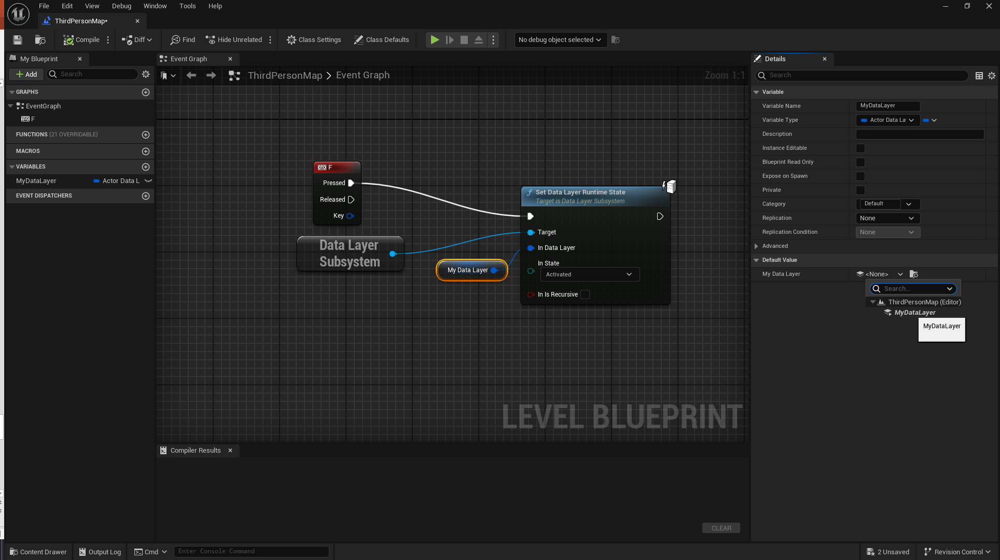 File Edit View Debug Window Tools Help
ThirdPersonMap*
Compile Diff Find Hide Unrelated Class Settings Class Defaults No debug object selected
My Blueprint
Add Search
GRAPHS
EventGraph
F
FUNCTIONS (21 OVERRIDABLE)
MACROS
VARIABLES
MyDataLayer Actor Data L
EVENT DISPATCHERS
Event Graph
ThirdPersonMap > Event Graph Zoom 1:1
F
Pressed
Released
Key
Data Layer
Subsystem
My Data Layer
Set Data Layer Runtime State
Target is Data Layer Subsystem
Target
In Data Layer
In State
Activated
In Is Recursive
LEVEL BLUEPRINT
Compiler Results
CLEAR
Details
Search
Variable
Variable Name MyDataLayer
Variable Type Actor Data La
Description
Instance Editable
Blueprint Read Only
Expose on Spawn
Private
Category Default
Replication None
Replication Condition None
Advanced
Default Value
My Data Layer <None>
Search...
ThirdPersonMap (Editor)
MyDataLayer
MyDataLayer
Content Drawer Output Log Cmd Enter Console Command 2 Unsaved Revision Control